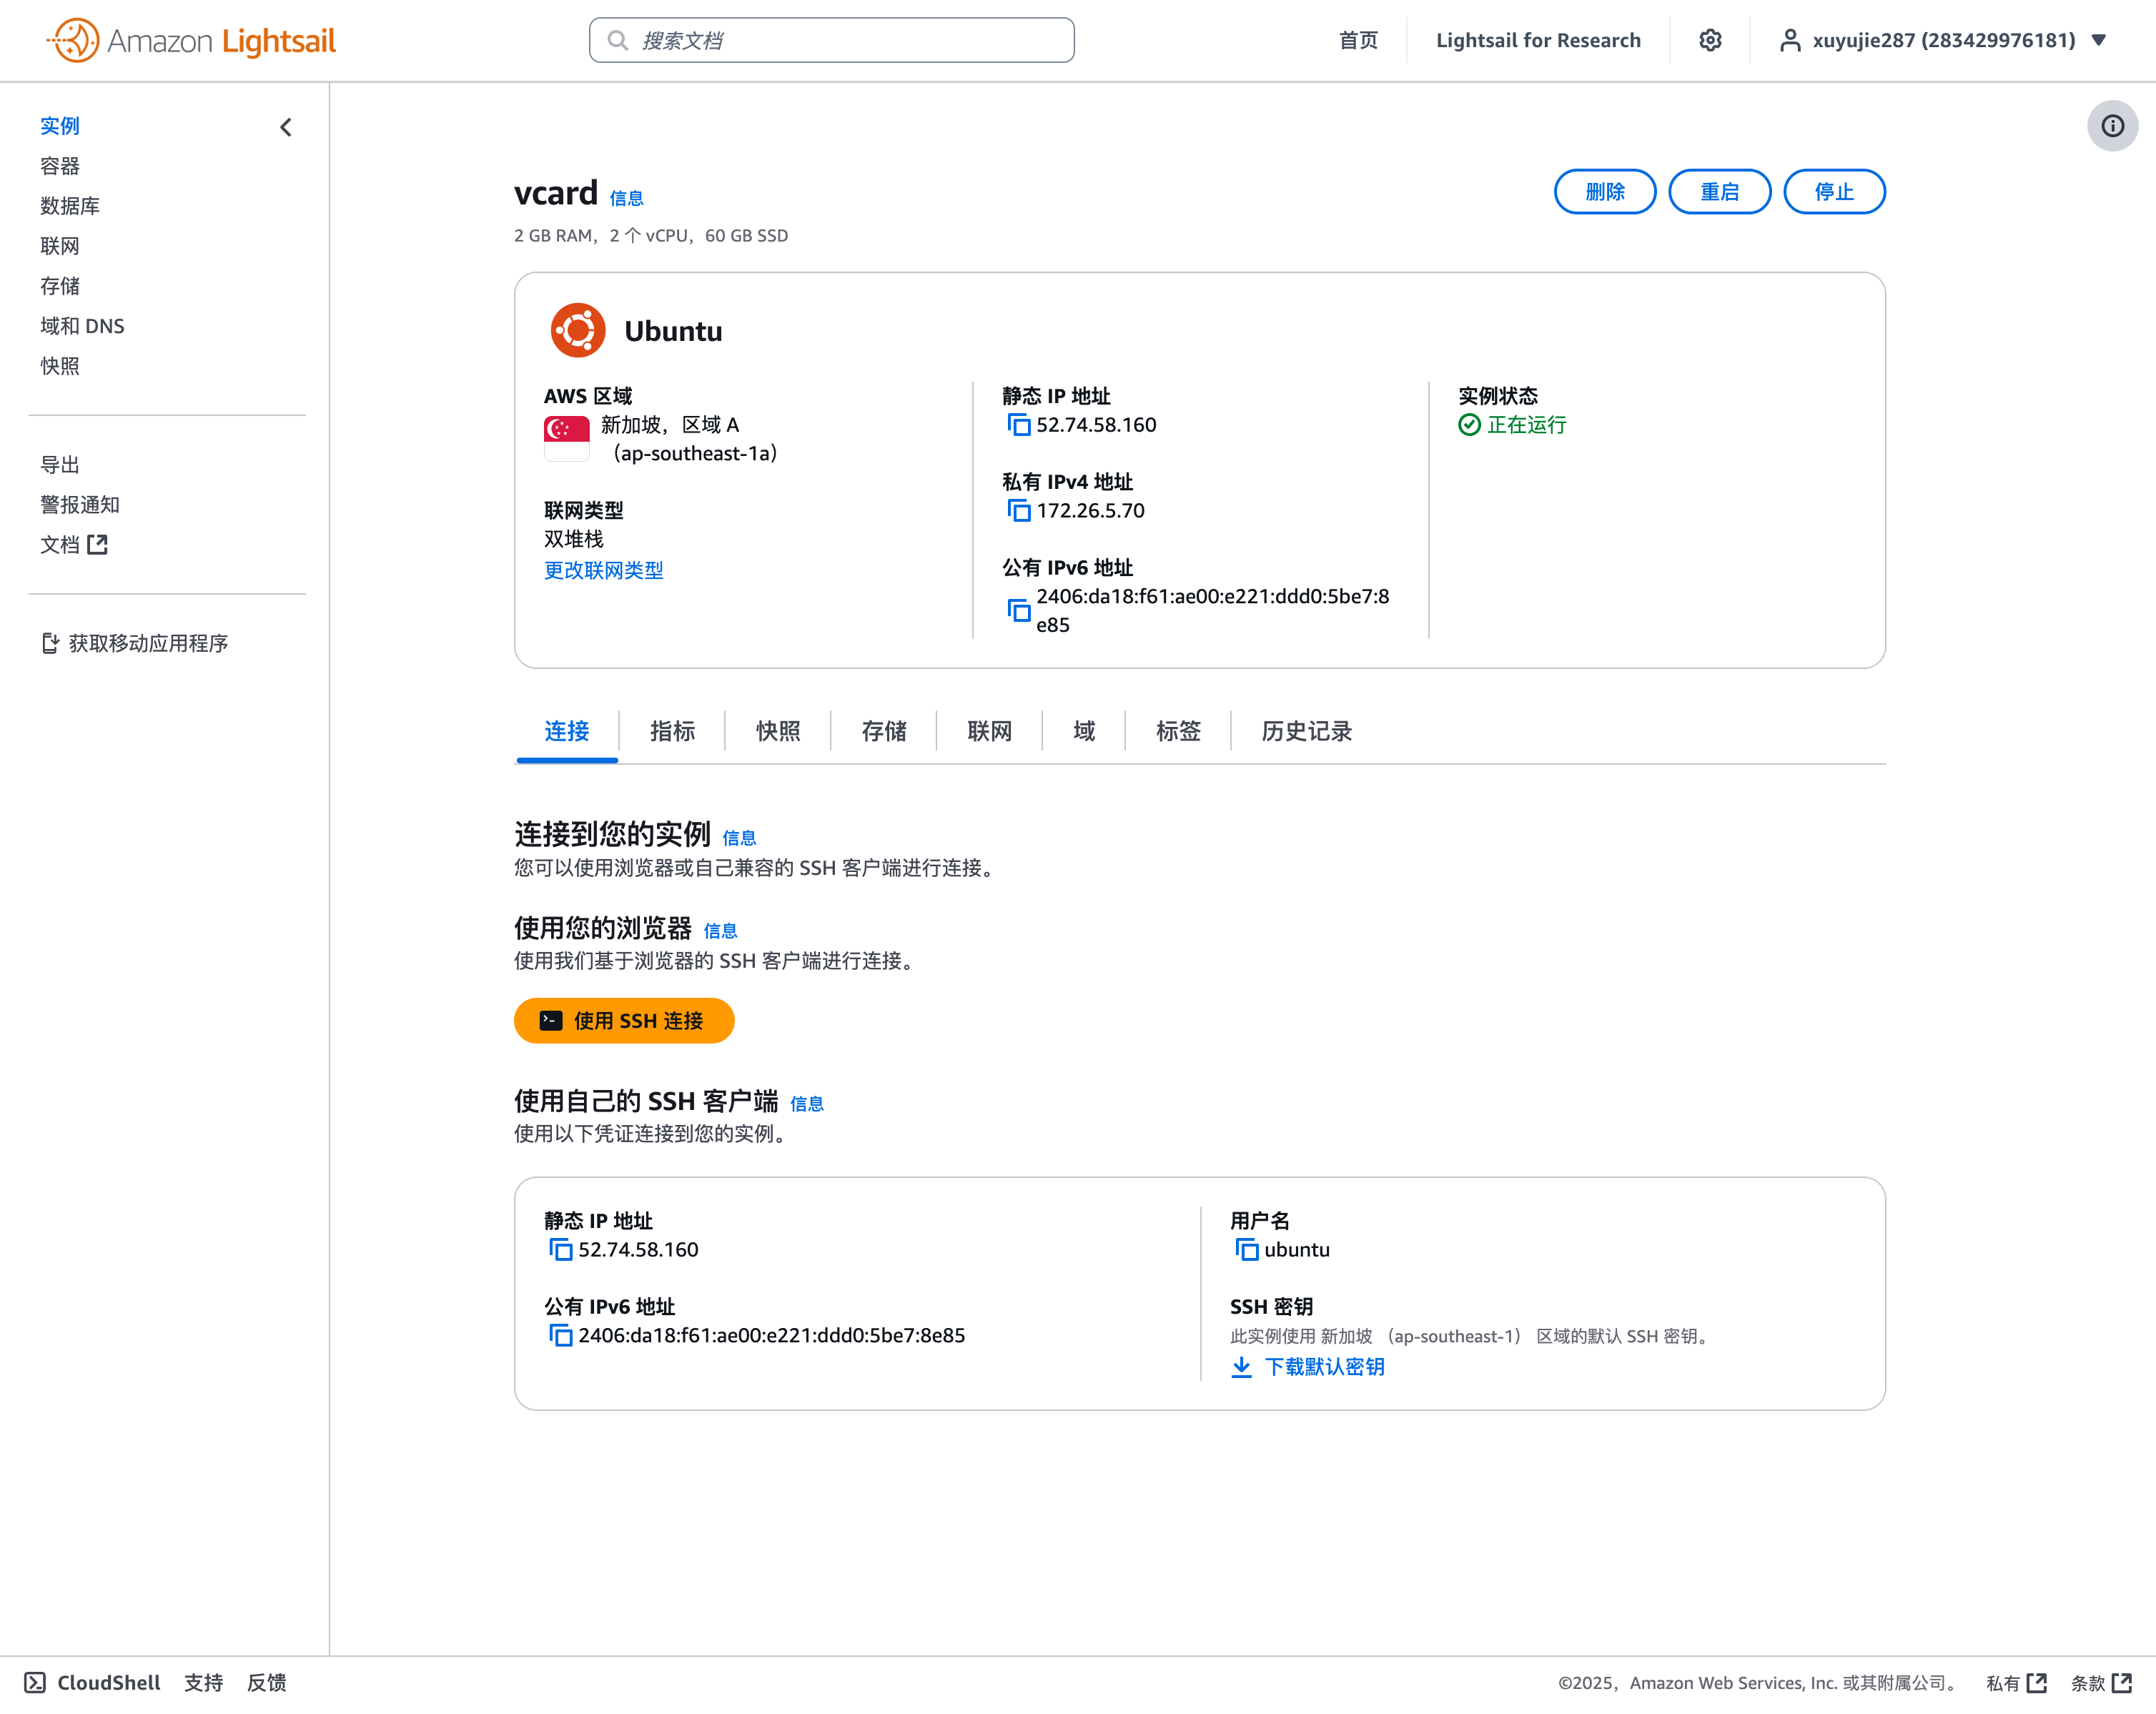 Amazon Lightsail
搜索文档
首页
Lightsail for Research
xuyujie287 (283429976181)
实例
容器
数据库
联网
存储
域和 DNS
快照
导出
警报通知
文档
获取移动应用程序
vcard 信息
2 GB RAM，2 个 vCPU，60 GB SSD
删除
重启
停止
Ubuntu
AWS 区域
新加坡，区域 A
（ap-southeast-1a）
联网类型
双堆栈
更改联网类型
静态 IP 地址
52.74.58.160
私有 IPv4 地址
172.26.5.70
公有 IPv6 地址
2406:da18:f61:ae00:e221:ddd0:5be7:8
e85
实例状态
正在运行
连接
指标
快照
存储
联网
域
标签
历史记录
连接到您的实例 信息
您可以使用浏览器或自己兼容的 SSH 客户端进行连接。
使用您的浏览器 信息
使用我们基于浏览器的 SSH 客户端进行连接。
使用 SSH 连接
使用自己的 SSH 客户端 信息
使用以下凭证连接到您的实例。
静态 IP 地址
52.74.58.160
公有 IPv6 地址
2406:da18:f61:ae00:e221:ddd0:5be7:8e85
用户名
ubuntu
SSH 密钥
此实例使用 新加坡 （ap-southeast-1） 区域的默认 SSH 密钥。
下载默认密钥
CloudShell
支持
反馈
©2025，Amazon Web Services, Inc. 或其附属公司。
私有
条款